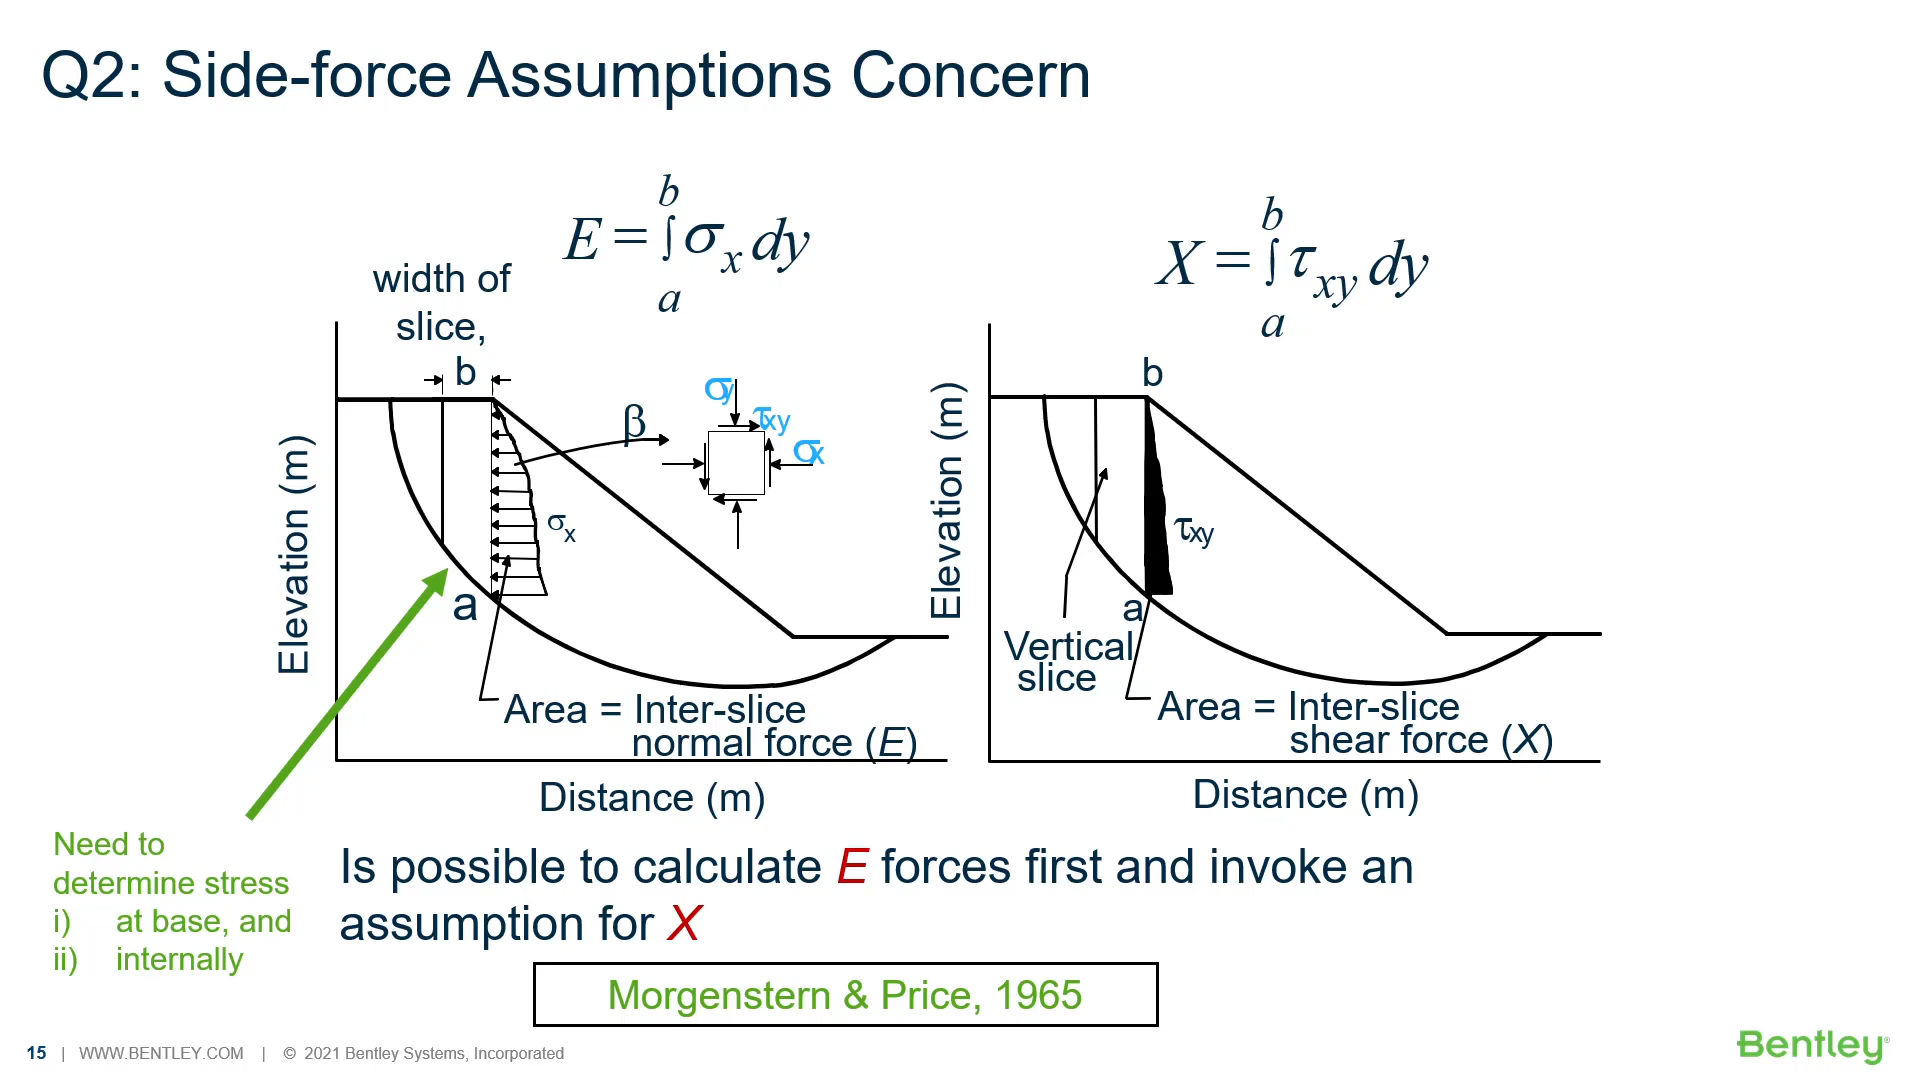 Q2: Side-force Assumptions Concern
b
E = ∫ σx dy
a
b
X = ∫ τxy dy
a
width of
slice,
b
β
σy
τxy
σx
σx
a
Elevation (m)
Area = Inter-slice
normal force (E)
Distance (m)
b
Elevation (m)
τxy
a
Vertical
slice
Area = Inter-slice
shear force (X)
Distance (m)
Need to
determine stress
i) at base, and
ii) internally
Is possible to calculate E forces first and invoke an
assumption for X
Morgenstern & Price, 1965
15 | WWW.BENTLEY.COM | © 2021 Bentley Systems, Incorporated
Bentley®